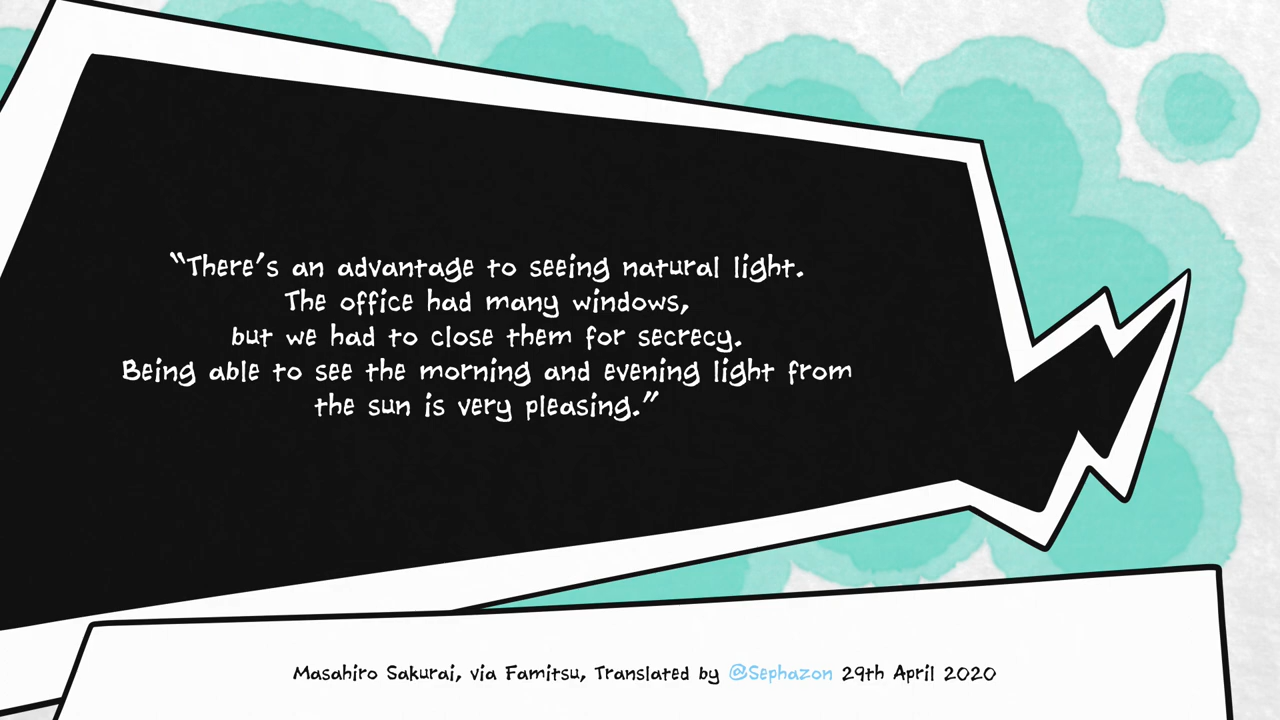 “There’s an advantage to seeing natural light.
The office had many windows,
but we had to close them for secrecy.
Being able to see the morning and evening light from
the sun is very pleasing.”
Masahiro Sakurai, via Famitsu, Translated by @Sephazon 29th April 2020